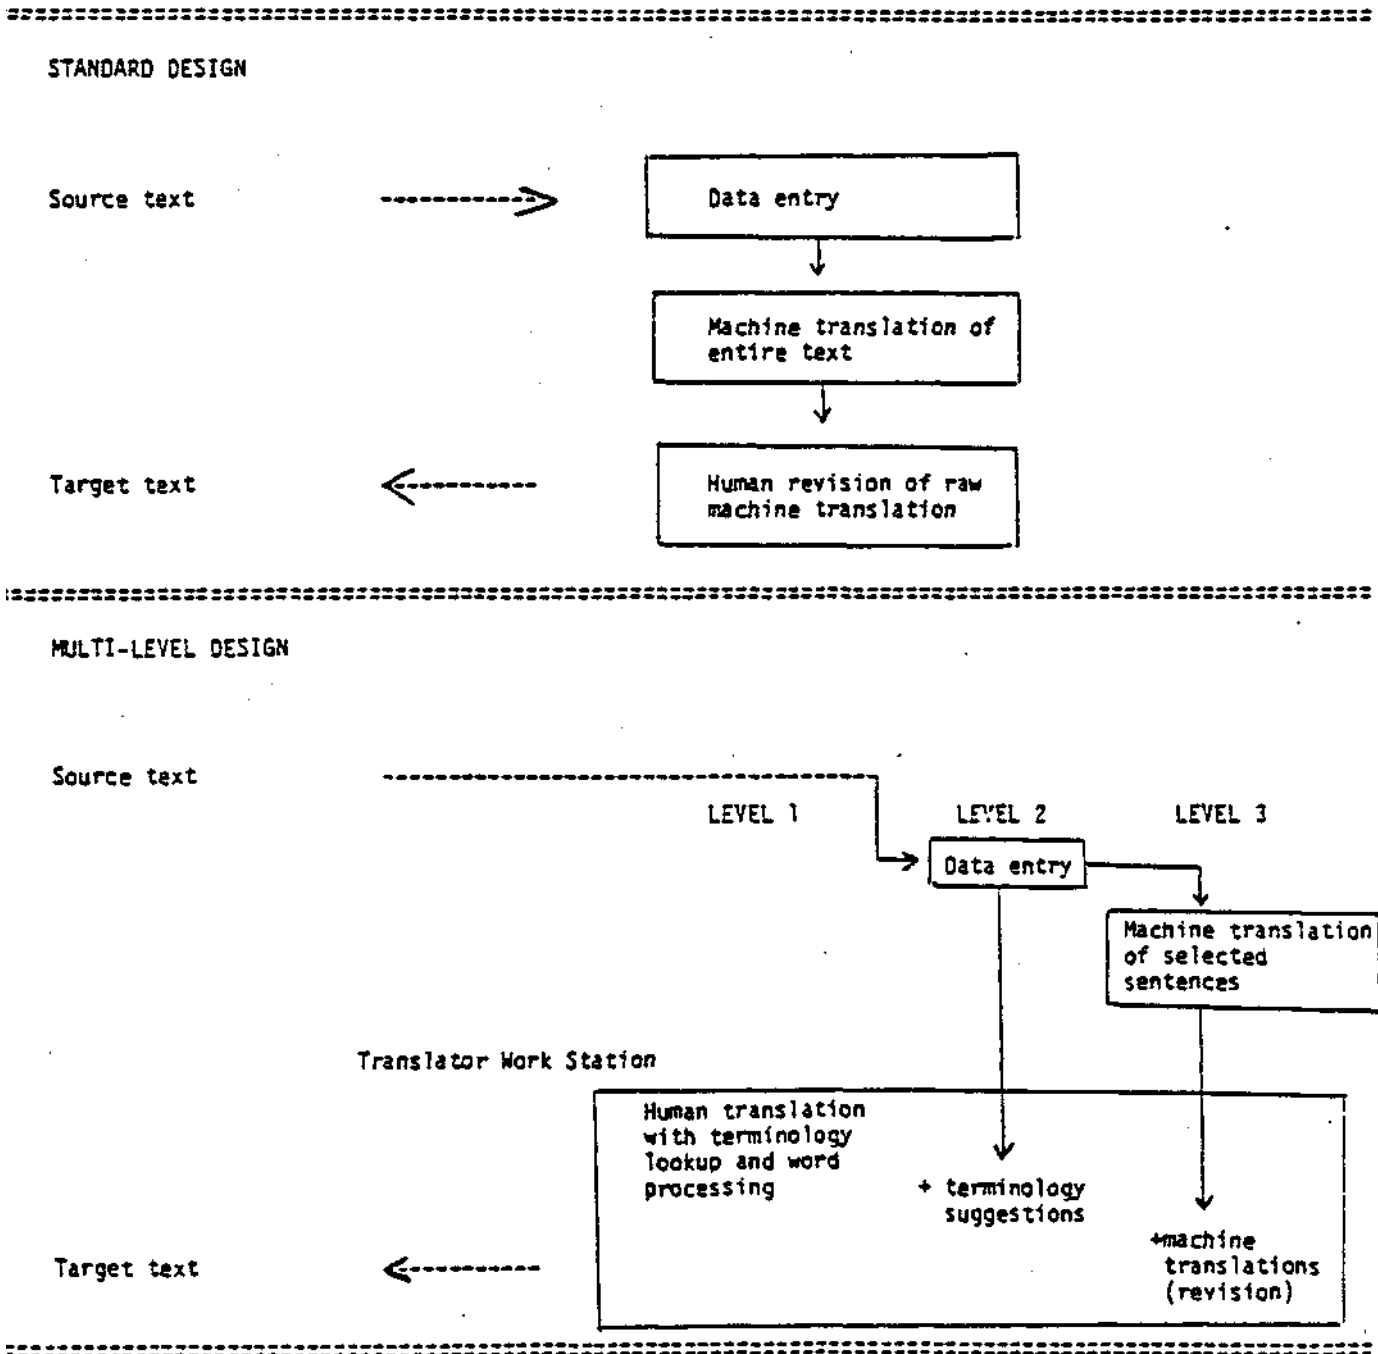 STANDARD DESIGN
Source text
Data entry
Machine translation of
entire text
Target text
Human revision of raw
machine translation
MULTI-LEVEL DESIGN
Source text
LEVEL 1
LEVEL 2
LEVEL 3
Data entry
Machine translation
of selected
sentences
Translator Work Station
Human translation
with terminology
lookup and word
processing
+ terminology
suggestions
+machine
translations
(revision)
Target text